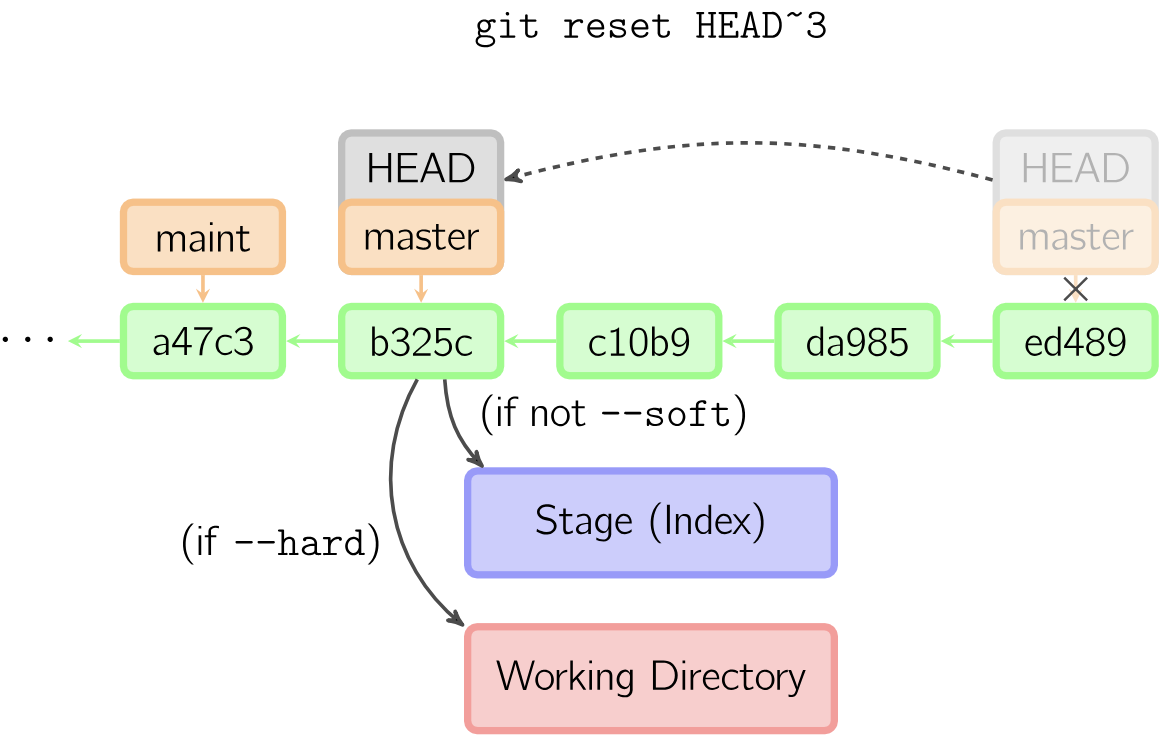 git reset HEAD~3
HEAD
HEAD
maint
master
master
... a47c3 b325c c10b9 da985 ed489
(if not --soft)
Stage (Index)
(if --hard)
Working Directory